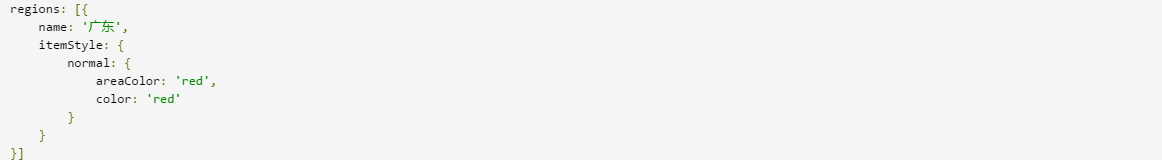 regions: [{
    name: '广东',
    itemStyle: {
        normal: {
            areaColor: 'red',
            color: 'red'
        }
    }
}]